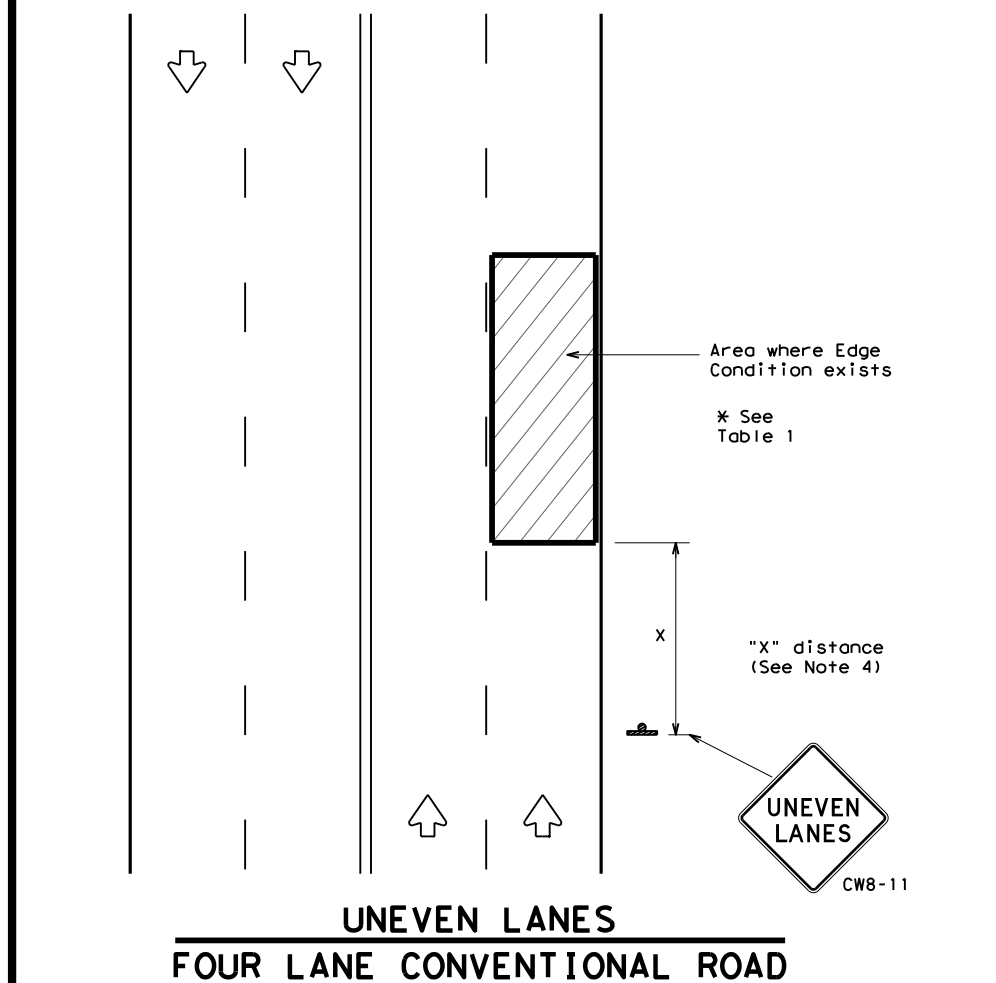 Area where Edge
Condition exists
* See
Table 1
X
"X" distance
(See Note 4)
UNEVEN
LANES
CW8-11
UNEVEN LANES
FOUR LANE CONVENTIONAL ROAD